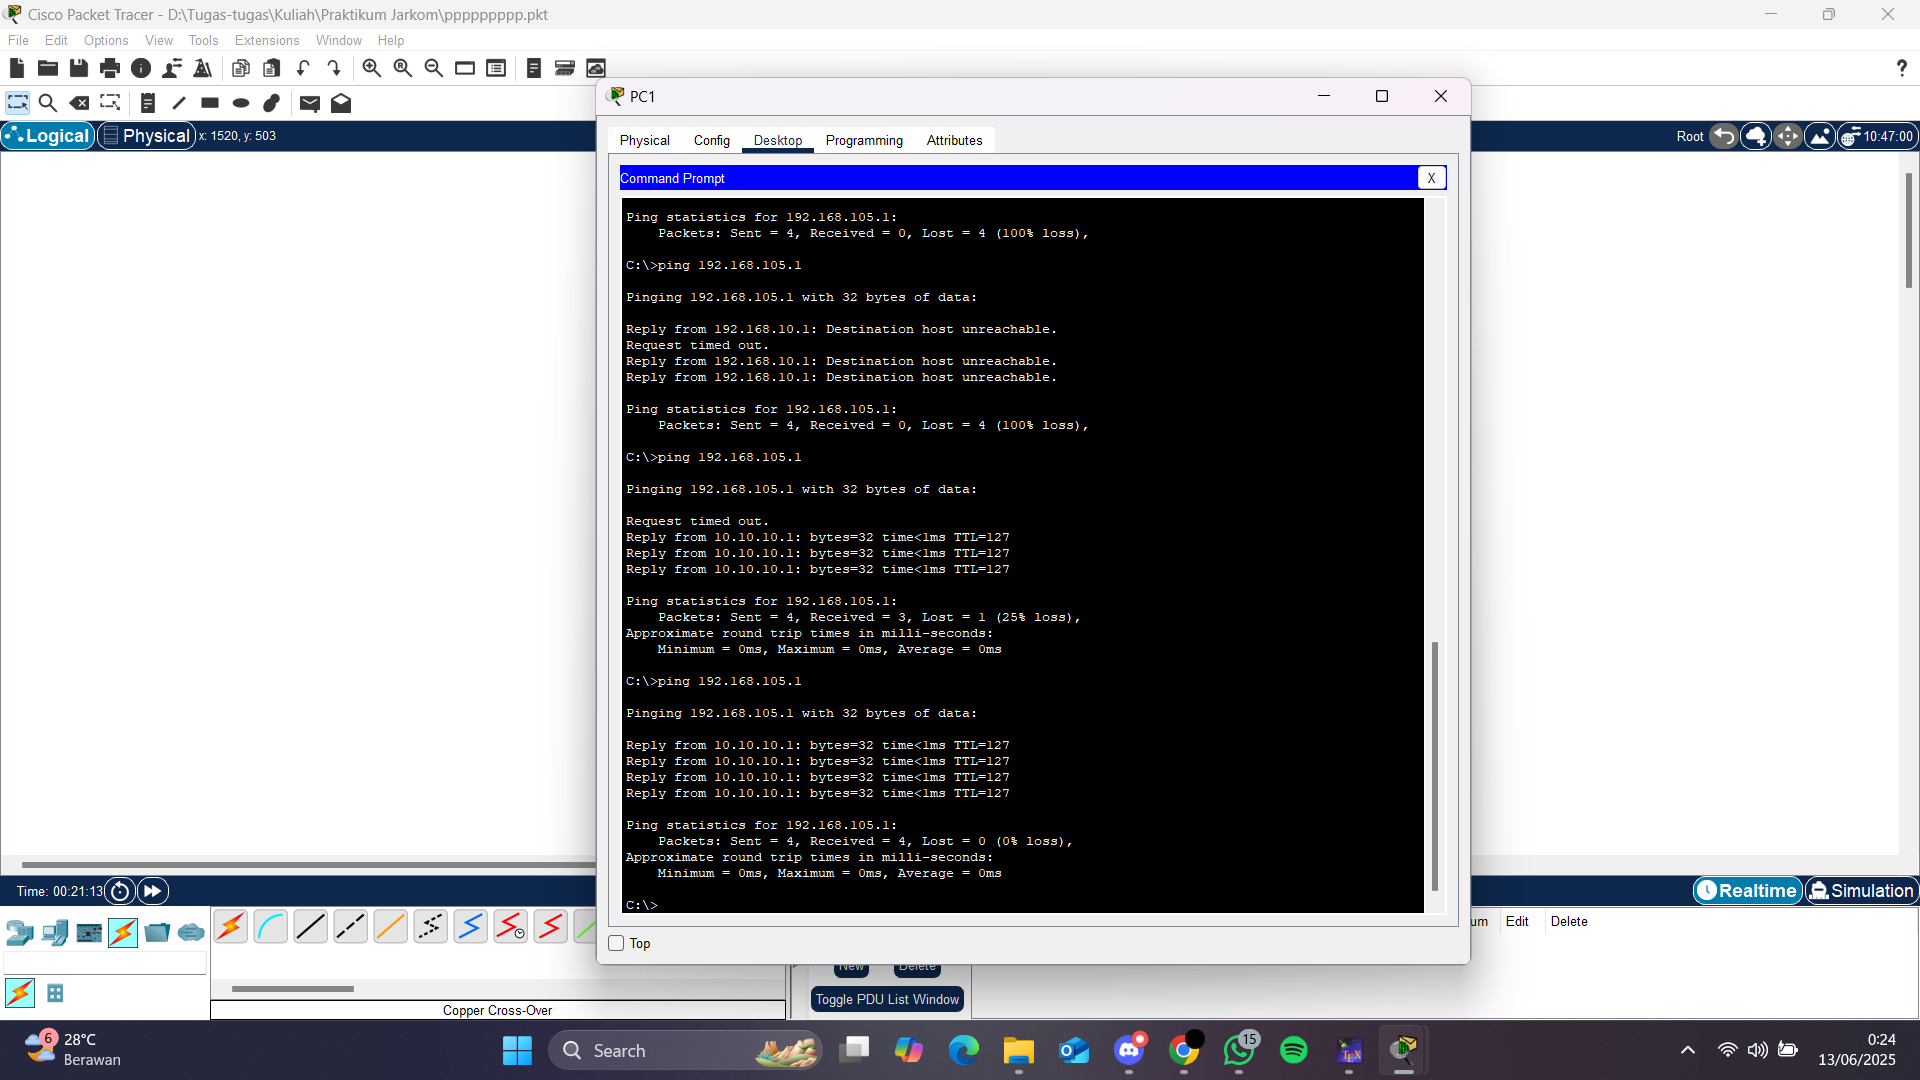 Cisco Packet Tracer - D:\Tugas-tugas\Kuliah\Praktikum Jarkom\ppppppppp.pkt
File Edit Options View Tools Extensions Window Help
?
Logical Physical x: 1520, y: 503
Root 10:47:00
PC1
Physical Config Desktop Programming Attributes
Command Prompt X
Ping statistics for 192.168.105.1:
Packets: Sent = 4, Received = 0, Lost = 4 (100% loss),
C:\>ping 192.168.105.1
Pinging 192.168.105.1 with 32 bytes of data:
Reply from 192.168.10.1: Destination host unreachable.
Request timed out.
Reply from 192.168.10.1: Destination host unreachable.
Reply from 192.168.10.1: Destination host unreachable.
Ping statistics for 192.168.105.1:
Packets: Sent = 4, Received = 0, Lost = 4 (100% loss),
C:\>ping 192.168.105.1
Pinging 192.168.105.1 with 32 bytes of data:
Request timed out.
Reply from 10.10.10.1: bytes=32 time<1ms TTL=127
Reply from 10.10.10.1: bytes=32 time<1ms TTL=127
Reply from 10.10.10.1: bytes=32 time<1ms TTL=127
Ping statistics for 192.168.105.1:
Packets: Sent = 4, Received = 3, Lost = 1 (25% loss),
Approximate round trip times in milli-seconds:
Minimum = 0ms, Maximum = 0ms, Average = 0ms
C:\>ping 192.168.105.1
Pinging 192.168.105.1 with 32 bytes of data:
Reply from 10.10.10.1: bytes=32 time<1ms TTL=127
Reply from 10.10.10.1: bytes=32 time<1ms TTL=127
Reply from 10.10.10.1: bytes=32 time<1ms TTL=127
Reply from 10.10.10.1: bytes=32 time<1ms TTL=127
Ping statistics for 192.168.105.1:
Packets: Sent = 4, Received = 4, Lost = 0 (0% loss),
Approximate round trip times in milli-seconds:
Minimum = 0ms, Maximum = 0ms, Average = 0ms
C:\>
Top
Time: 00:21:13
Realtime Simulation
um Edit Delete
New Delete
Toggle PDU List Window
Copper Cross-Over
6 28°C
Berawan
Search
15
TEX
0:24
13/06/2025